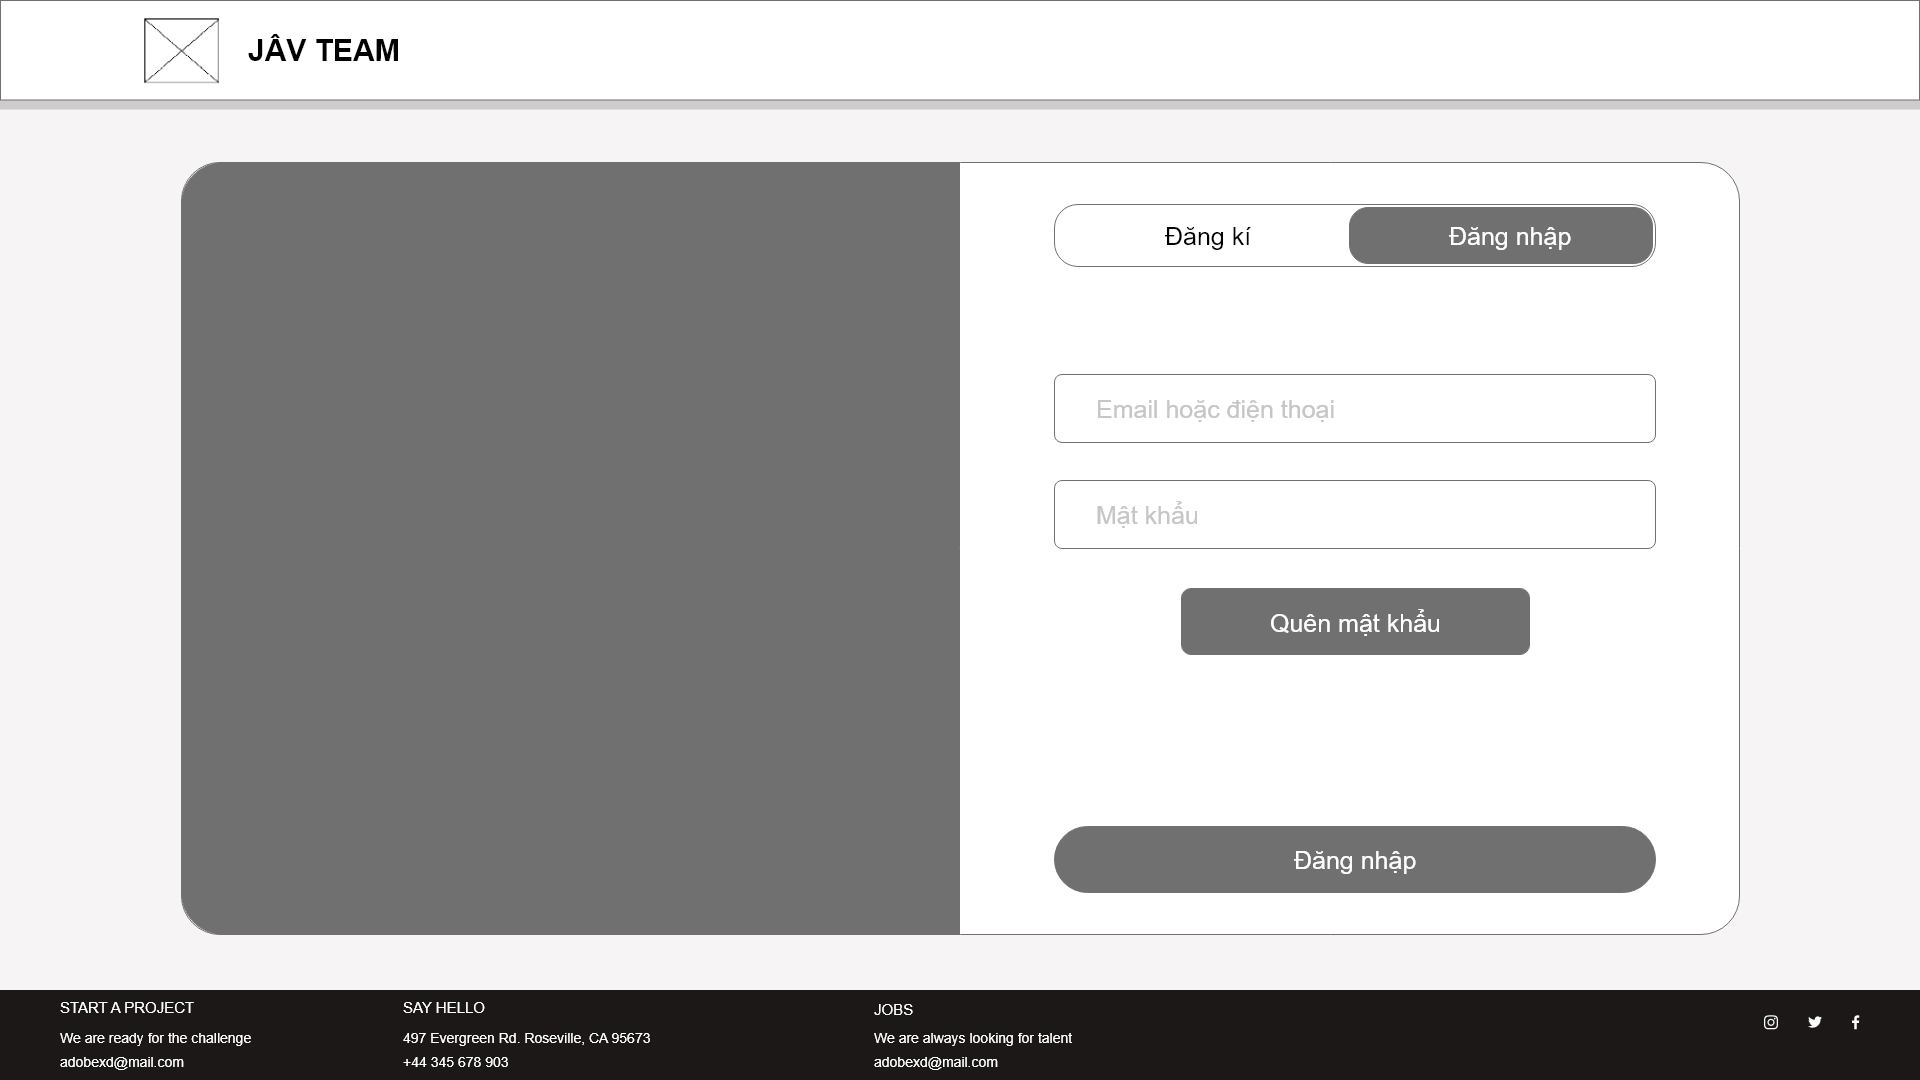 JÂV TEAM
Đăng kí
Đăng nhập
Email hoặc điện thoại
Mật khẩu
Quên mật khẩu
Đăng nhập
START A PROJECT
We are ready for the challenge
adobexd@mail.com
SAY HELLO
497 Evergreen Rd. Roseville, CA 95673
+44 345 678 903
JOBS
We are always looking for talent
adobexd@mail.com